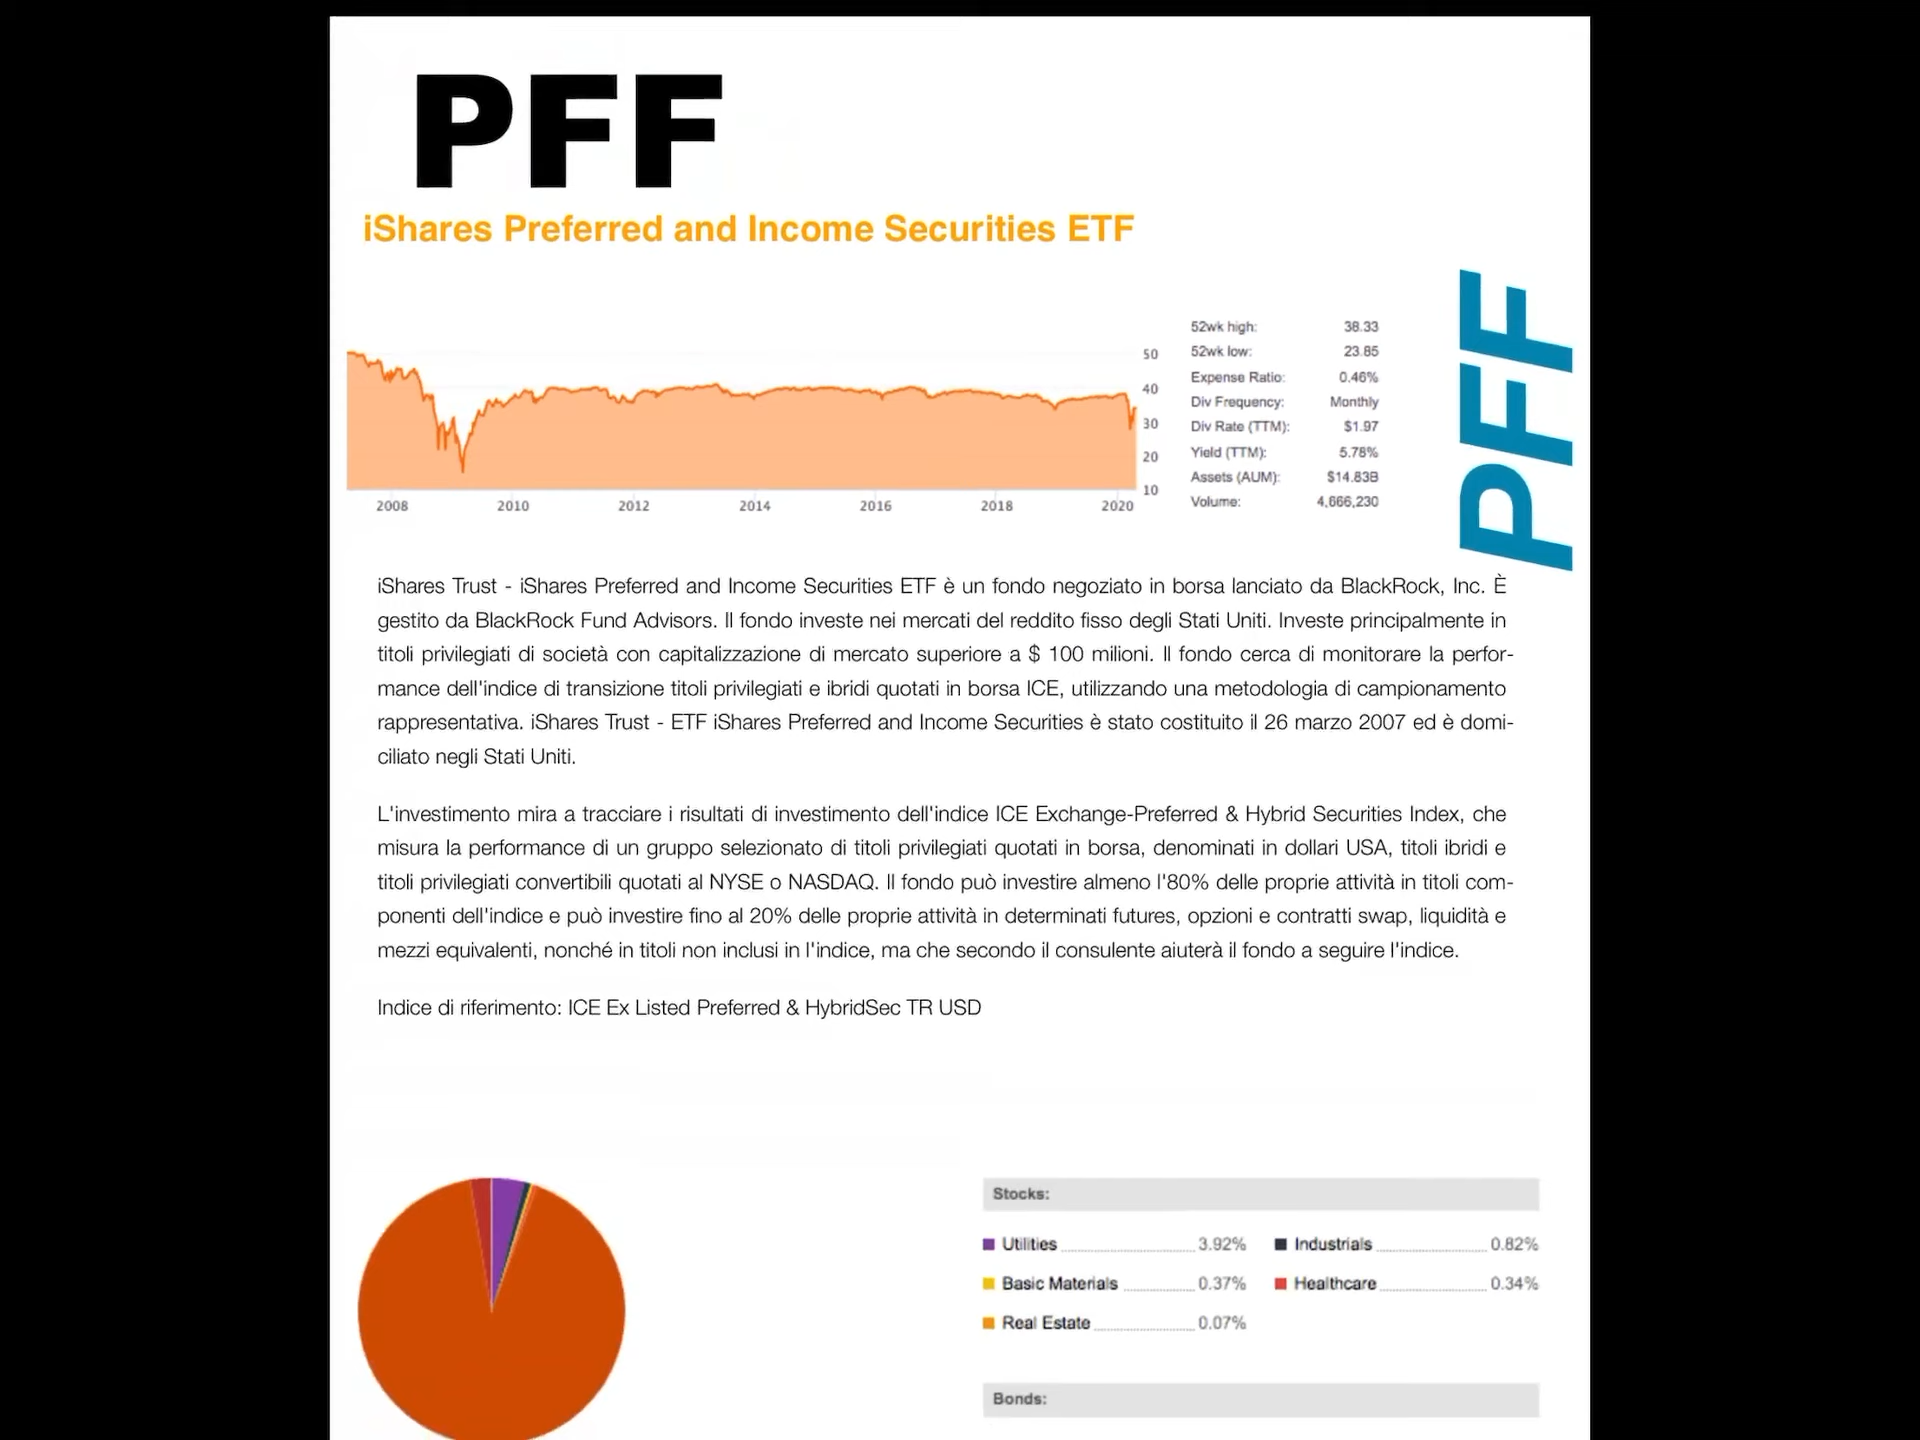 PFF
iShares Preferred and Income Securities ETF
PFF
50
40
30
20
10
2008 2010 2012 2014 2016 2018 2020
52wk high: 38.33
52wk low: 23.85
Expense Ratio: 0.46%
Div Frequency: Monthly
Div Rate (TTM): $1.97
Yield (TTM): 5.78%
Assets (AUM): $14.83B
Volume: 4,666,230
iShares Trust - iShares Preferred and Income Securities ETF è un fondo negoziato in borsa lanciato da BlackRock, Inc. È
gestito da BlackRock Fund Advisors. Il fondo investe nei mercati del reddito fisso degli Stati Uniti. Investe principalmente in
titoli privilegiati di società con capitalizzazione di mercato superiore a $ 100 milioni. Il fondo cerca di monitorare la perfor-
mance dell'indice di transizione titoli privilegiati e ibridi quotati in borsa ICE, utilizzando una metodologia di campionamento
rappresentativa. iShares Trust - ETF iShares Preferred and Income Securities è stato costituito il 26 marzo 2007 ed è domi-
ciliato negli Stati Uniti.
L'investimento mira a tracciare i risultati di investimento dell'indice ICE Exchange-Preferred & Hybrid Securities Index, che
misura la performance di un gruppo selezionato di titoli privilegiati quotati in borsa, denominati in dollari USA, titoli ibridi e
titoli privilegiati convertibili quotati al NYSE o NASDAQ. Il fondo può investire almeno l'80% delle proprie attività in titoli com-
ponenti dell'indice e può investire fino al 20% delle proprie attività in determinati futures, opzioni e contratti swap, liquidità e
mezzi equivalenti, nonché in titoli non inclusi in l'indice, ma che secondo il consulente aiuterà il fondo a seguire l'indice.
Indice di riferimento: ICE Ex Listed Preferred & HybridSec TR USD
Stocks:
Utilities 3.92% Industrials 0.82%
Basic Materials 0.37% Healthcare 0.34%
Real Estate 0.07%
Bonds: